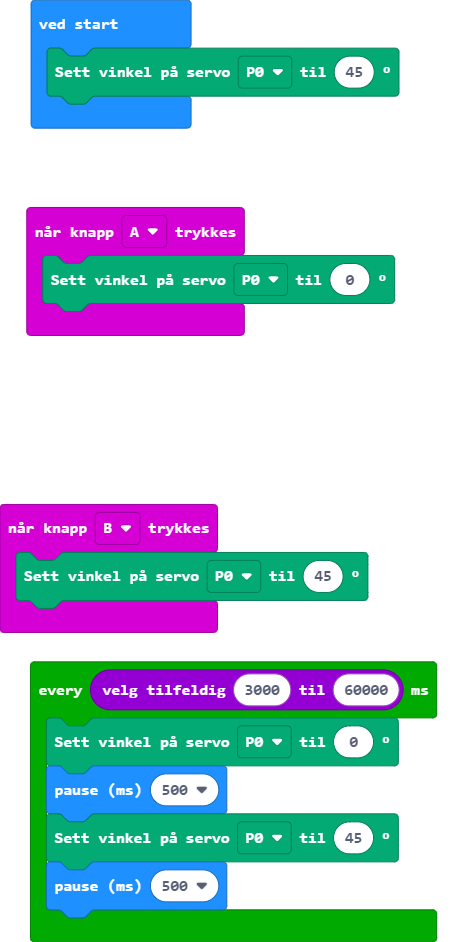 ved start
Sett vinkel på servo P0 til 45 °
når knapp A trykkes
Sett vinkel på servo P0 til 0 °
når knapp B trykkes
Sett vinkel på servo P0 til 45 °
every velg tilfeldig 3000 til 60000 ms
Sett vinkel på servo P0 til 0 °
pause (ms) 500
Sett vinkel på servo P0 til 45 °
pause (ms) 500